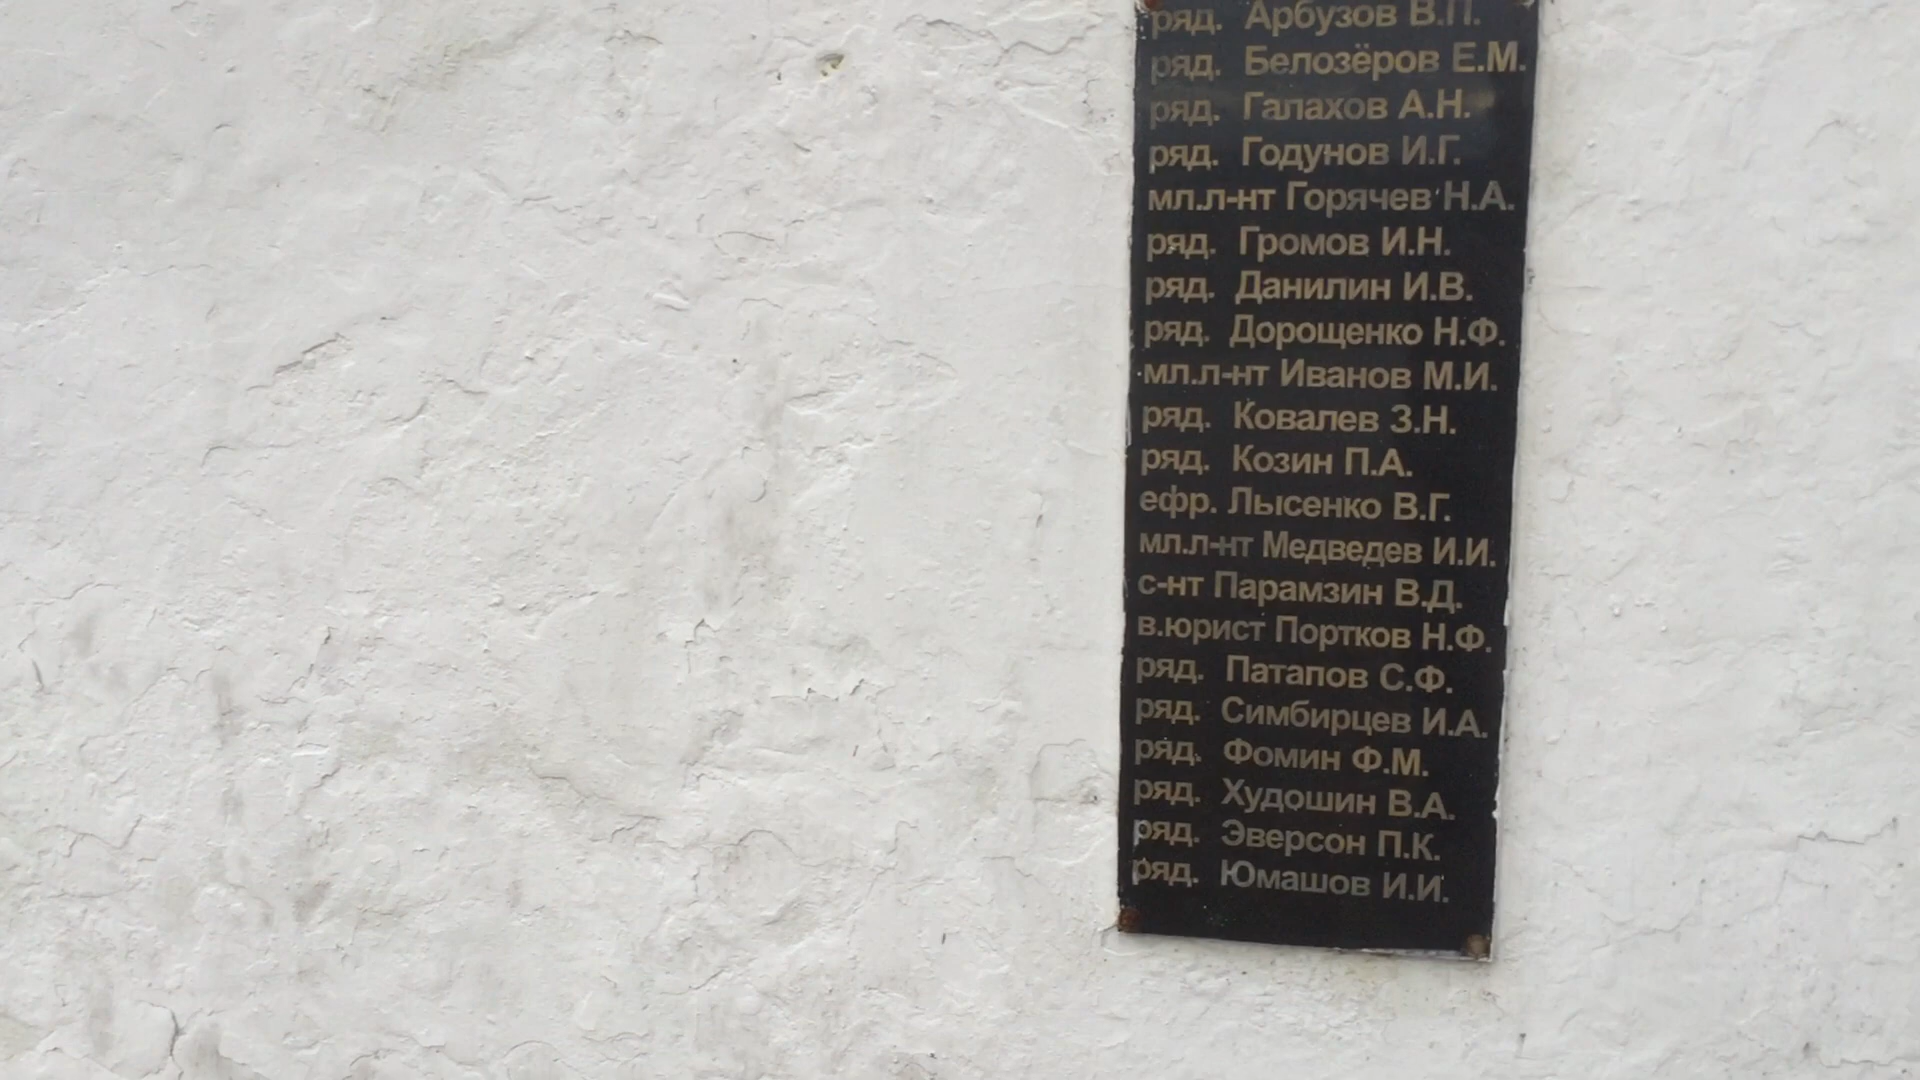 ряд. Арбузов В.П.
ряд. Белозёров Е.М.
ряд. Галахов А.Н.
ряд. Годунов И.Г.
мл.л-нт Горячев Н.А.
ряд. Громов И.Н.
ряд. Данилин И.В.
ряд. Дорощенко Н.Ф.
мл.л-нт Иванов М.И.
ряд. Ковалев З.Н.
ряд. Козин П.А.
ефр. Лысенко В.Г.
мл.л-нт Медведев И.И.
с-нт Парамзин В.Д.
в.юрист Портков Н.Ф.
ряд. Патапов С.Ф.
ряд. Симбирцев И.А.
ряд. Фомин Ф.М.
ряд. Худошин В.А.
ряд. Эверсон П.К.
ряд. Юмашов И.И.